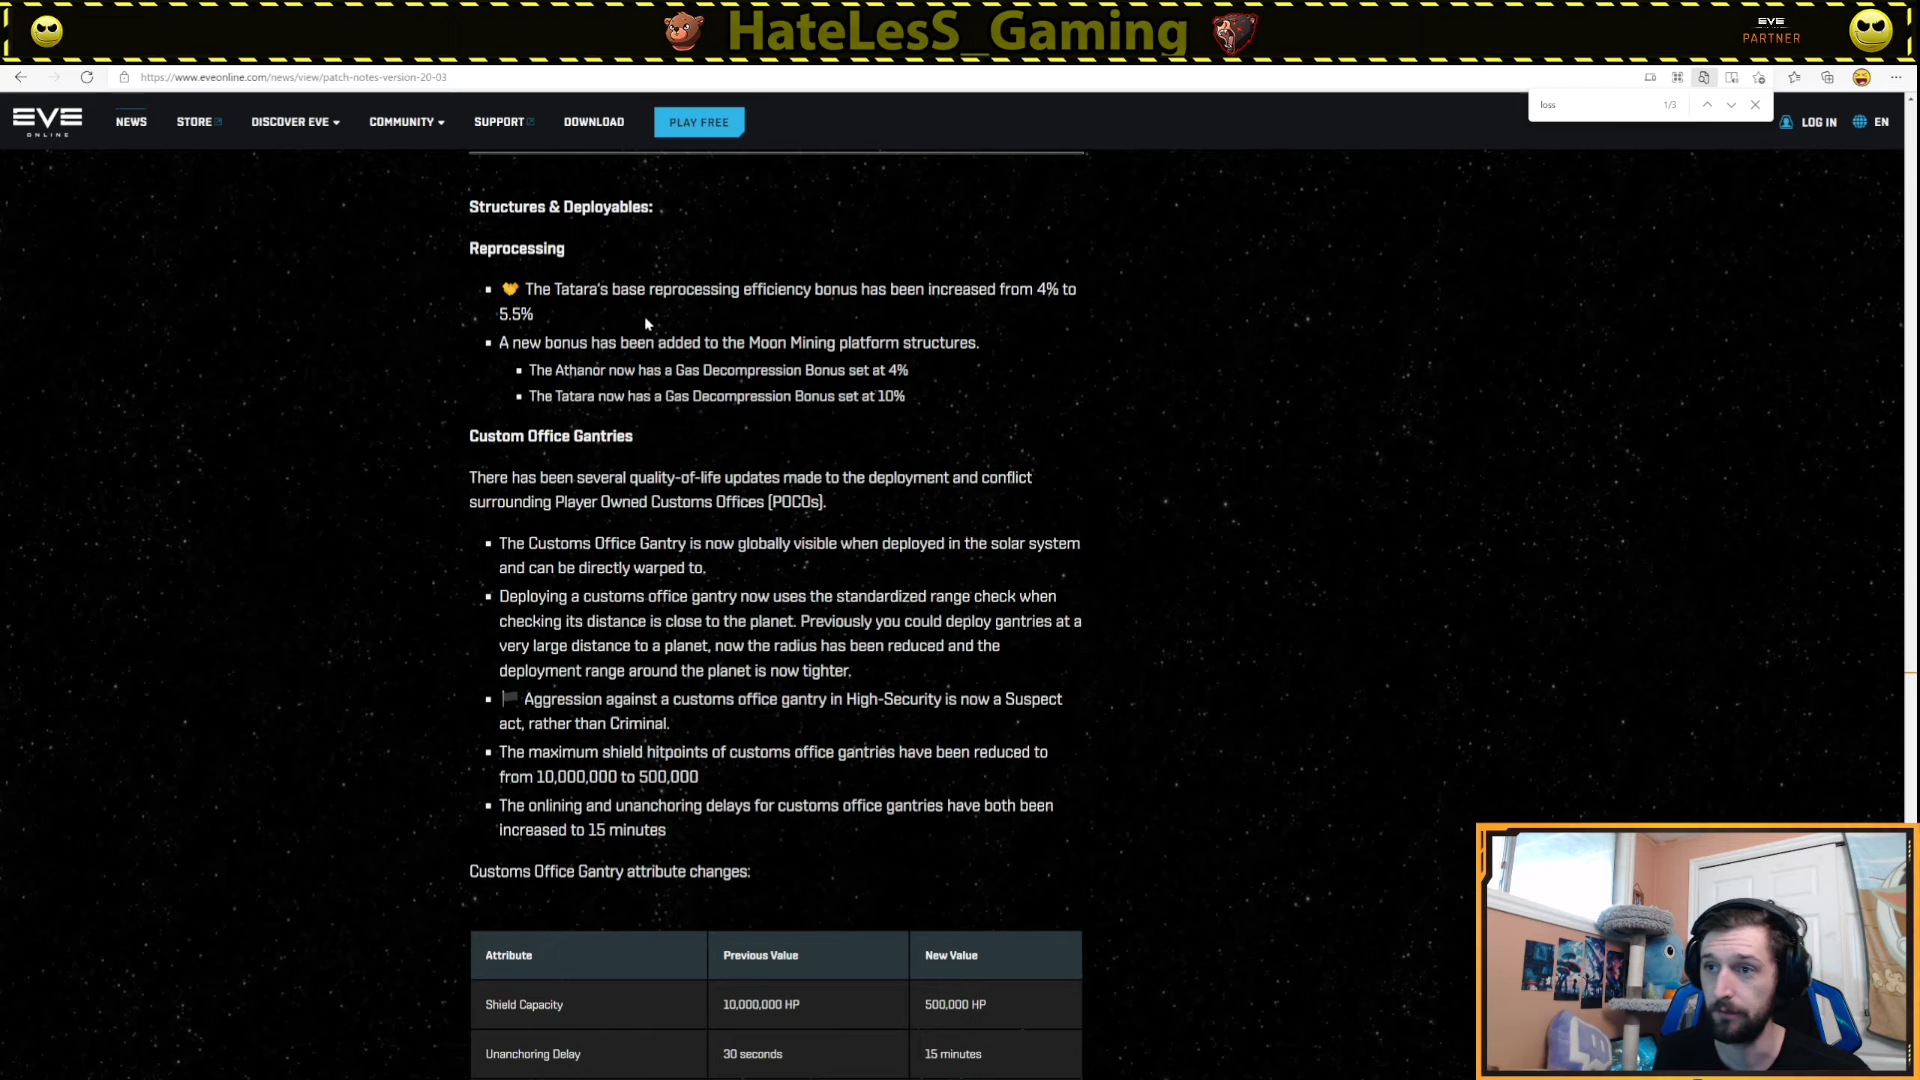 HateLesS_Gaming
EVE
PARTNER
https://www.eveonline.com/news/view/patch-notes-version-20-03
loss
1/3
EVE
ONLINE
NEWS
STORE
DISCOVER EVE
COMMUNITY
SUPPORT
DOWNLOAD
PLAY FREE
LOG IN
EN
Structures & Deployables:
Reprocessing
The Tatara's base reprocessing efficiency bonus has been increased from 4% to
5.5%
A new bonus has been added to the Moon Mining platform structures.
The Athanor now has a Gas Decompression Bonus set at 4%
The Tatara now has a Gas Decompression Bonus set at 10%
Custom Office Gantries
There has been several quality-of-life updates made to the deployment and conflict
surrounding Player Owned Customs Offices (POCOs).
The Customs Office Gantry is now globally visible when deployed in the solar system
and can be directly warped to.
Deploying a customs office gantry now uses the standardized range check when
checking its distance is close to the planet. Previously you could deploy gantries at a
very large distance to a planet, now the radius has been reduced and the
deployment range around the planet is now tighter.
Aggression against a customs office gantry in High-Security is now a Suspect
act, rather than Criminal.
The maximum shield hitpoints of customs office gantries have been reduced to
from 10,000,000 to 500,000
The onlining and unanchoring delays for customs office gantries have both been
increased to 15 minutes
Customs Office Gantry attribute changes:
Attribute
Previous Value
New Value
Shield Capacity
10,000,000 HP
500,000 HP
Unanchoring Delay
30 seconds
15 minutes